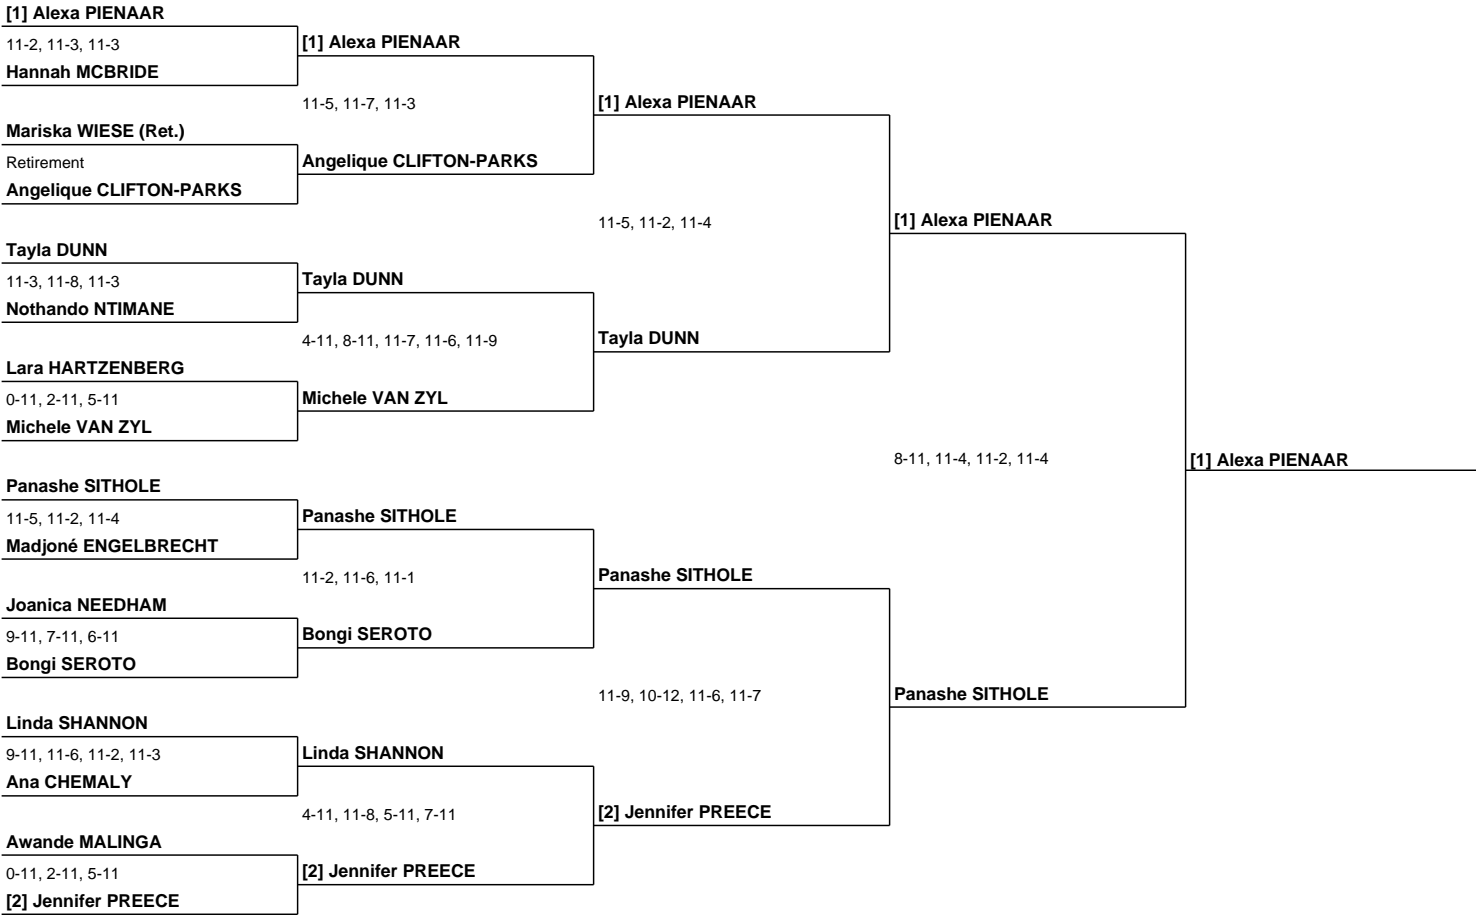 [1] Alexa PIENAAR
11-2, 11-3, 11-3
Hannah MCBRIDE
Mariska WIESE (Ret.)
Retirement
Angelique CLIFTON-PARKS
Tayla DUNN
11-3, 11-8, 11-3
Nothando NTIMANE
Lara HARTZENBERG
0-11, 2-11, 5-11
Michele VAN ZYL
Panashe SITHOLE
11-5, 11-2, 11-4
Madjoné ENGELBRECHT
Joanica NEEDHAM
9-11, 7-11, 6-11
Bongi SEROTO
Linda SHANNON
9-11, 11-6, 11-2, 11-3
Ana CHEMALY
Awande MALINGA
0-11, 2-11, 5-11
[2] Jennifer PREECE
[1] Alexa PIENAAR
11-5, 11-7, 11-3
Angelique CLIFTON-PARKS
Tayla DUNN
4-11, 8-11, 11-7, 11-6, 11-9
Michele VAN ZYL
Panashe SITHOLE
11-2, 11-6, 11-1
Bongi SEROTO
Linda SHANNON
4-11, 11-8, 5-11, 7-11
[2] Jennifer PREECE
[1] Alexa PIENAAR
11-5, 11-2, 11-4
Tayla DUNN
Panashe SITHOLE
11-9, 10-12, 11-6, 11-7
[2] Jennifer PREECE
[1] Alexa PIENAAR
8-11, 11-4, 11-2, 11-4
Panashe SITHOLE
[1] Alexa PIENAAR